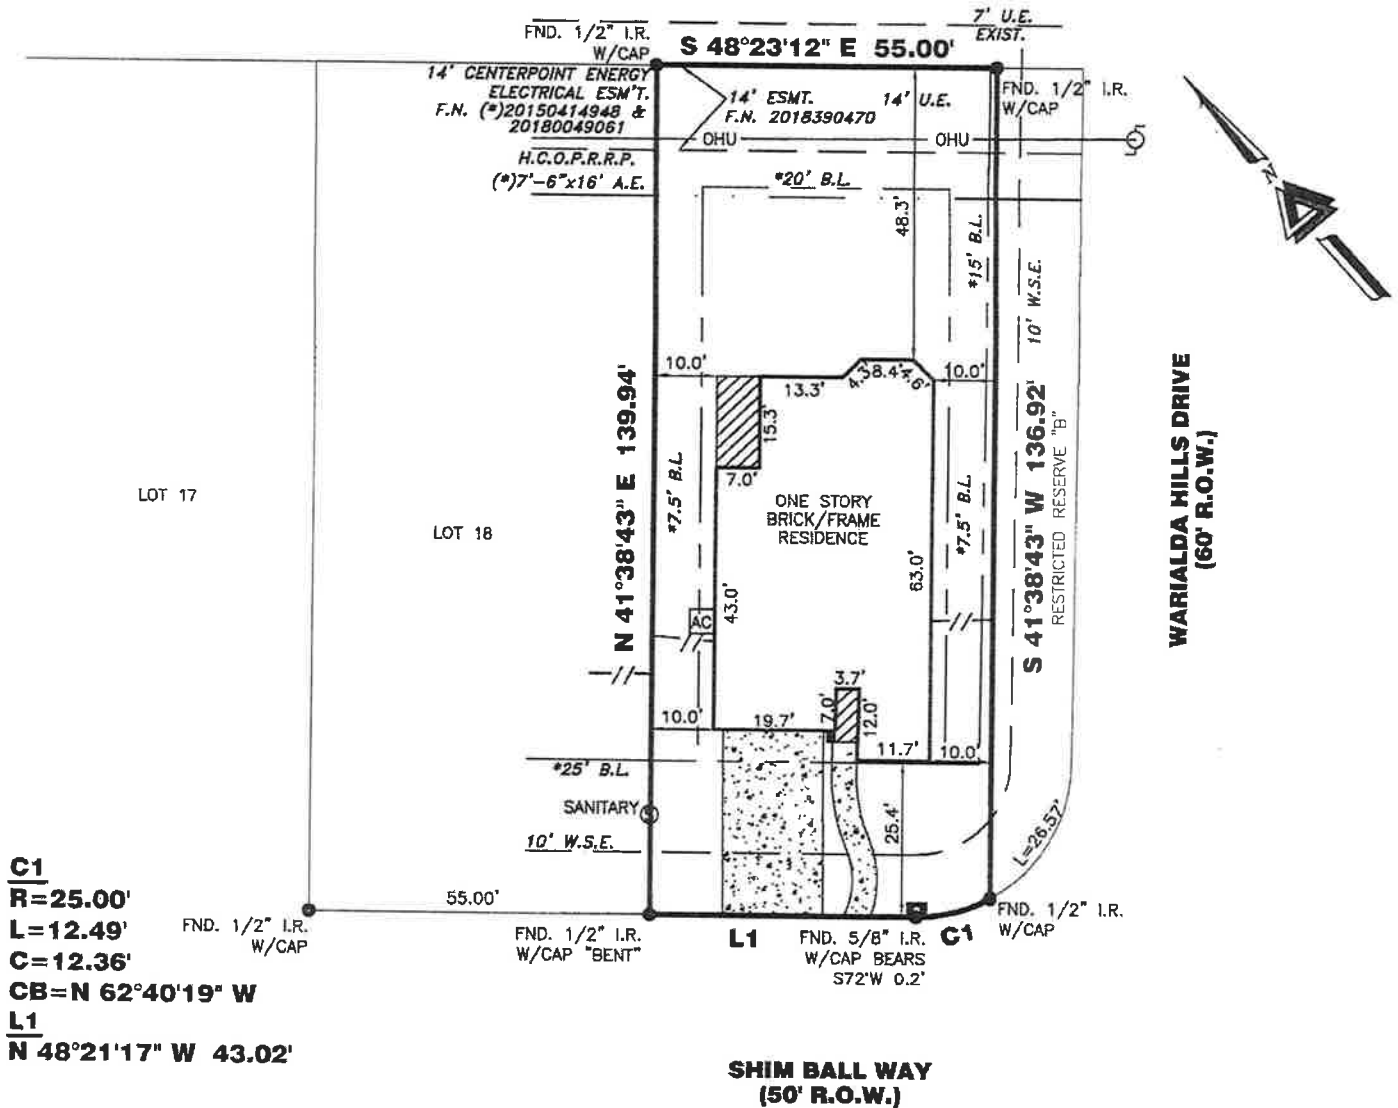 7' U.E.
EXIST.
FND. 1/2" I.R.
W/CAP
S 48°23'12" E 55.00'
14' CENTERPOINT ENERGY
ELECTRICAL ESM'T.
F.N. (*)20150414948 &
20180049061
14' ESMT.
F.N. 2018390470
14' U.E.
FND. 1/2" I.R.
W/CAP
OHU
OHU
H.C.O.P.R.R.P.
(*)7'-6"x16' A.E.
*20' B.L.
N
48.3'
*15' B.L.
10' W.S.E.
10.0'
13.3'
4.3'
8.4'
4.6'
10.0'
15.3'
7.0'
N 41°38'43" E 139.94'
*7.5' B.L.
LOT 17
LOT 18
ONE STORY
BRICK/FRAME
RESIDENCE
*7.5' B.L.
S 41°38'43" W 136.92'
RESTRICTED RESERVE "B"
WARIALDA HILLS DRIVE
(60' R.O.W.)
43.0'
63.0'
AC
3.7'
7.0'
12.0'
10.0'
19.7'
11.7'
10.0'
*25' B.L.
SANITARY
S
25.4'
10' W.S.E.
L=26.57'
55.00'
FND. 1/2" I.R.
W/CAP
FND. 1/2" I.R.
W/CAP "BENT"
L1
FND. 5/8" I.R.
W/CAP BEARS
S72°W 0.2'
C1
FND. 1/2" I.R.
W/CAP
C1
R=25.00'
L=12.49'
C=12.36'
CB=N 62°40'19" W
L1
N 48°21'17" W 43.02'
SHIM BALL WAY
(50' R.O.W.)